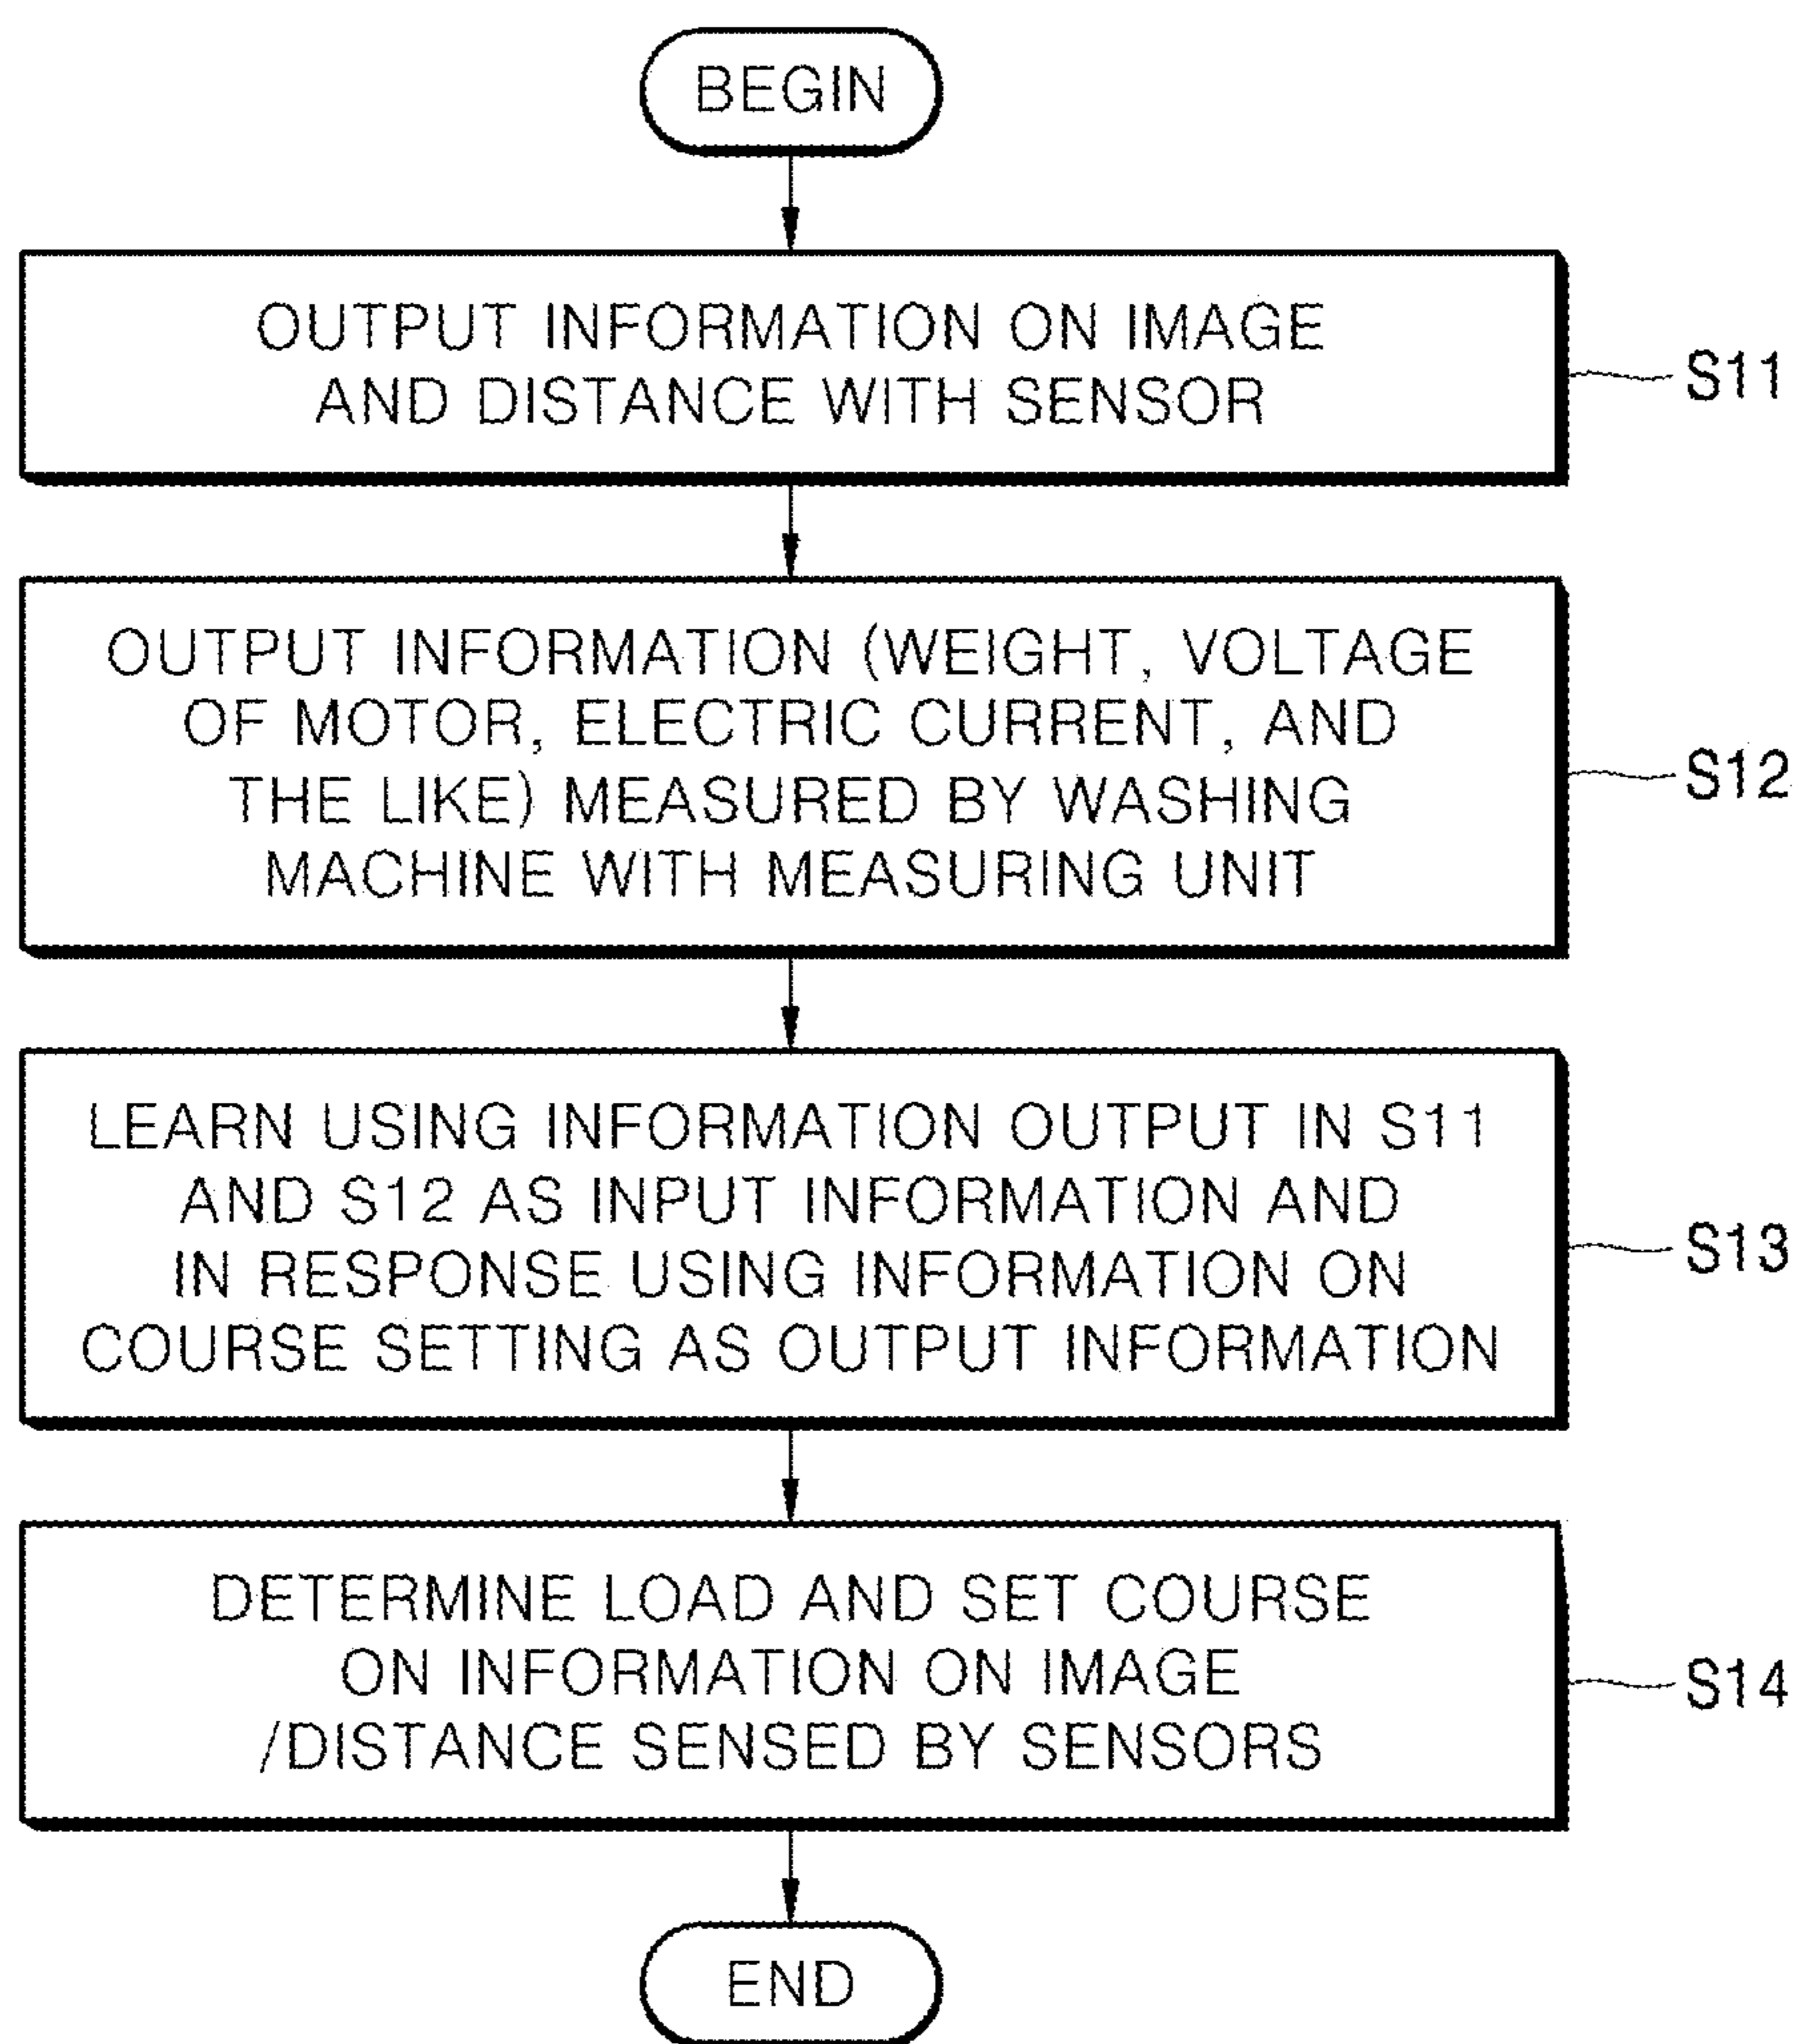 BEGIN
OUTPUT INFORMATION ON IMAGE
AND DISTANCE WITH SENSOR
S11
OUTPUT INFORMATION (WEIGHT, VOLTAGE
OF MOTOR, ELECTRIC CURRENT, AND
THE LIKE) MEASURED BY WASHING
MACHINE WITH MEASURING UNIT
S12
LEARN USING INFORMATION OUTPUT IN S11
AND S12 AS INPUT INFORMATION AND
IN RESPONSE USING INFORMATION ON
COURSE SETTING AS OUTPUT INFORMATION
S13
DETERMINE LOAD AND SET COURSE
ON INFORMATION ON IMAGE
/DISTANCE SENSED BY SENSORS
S14
END